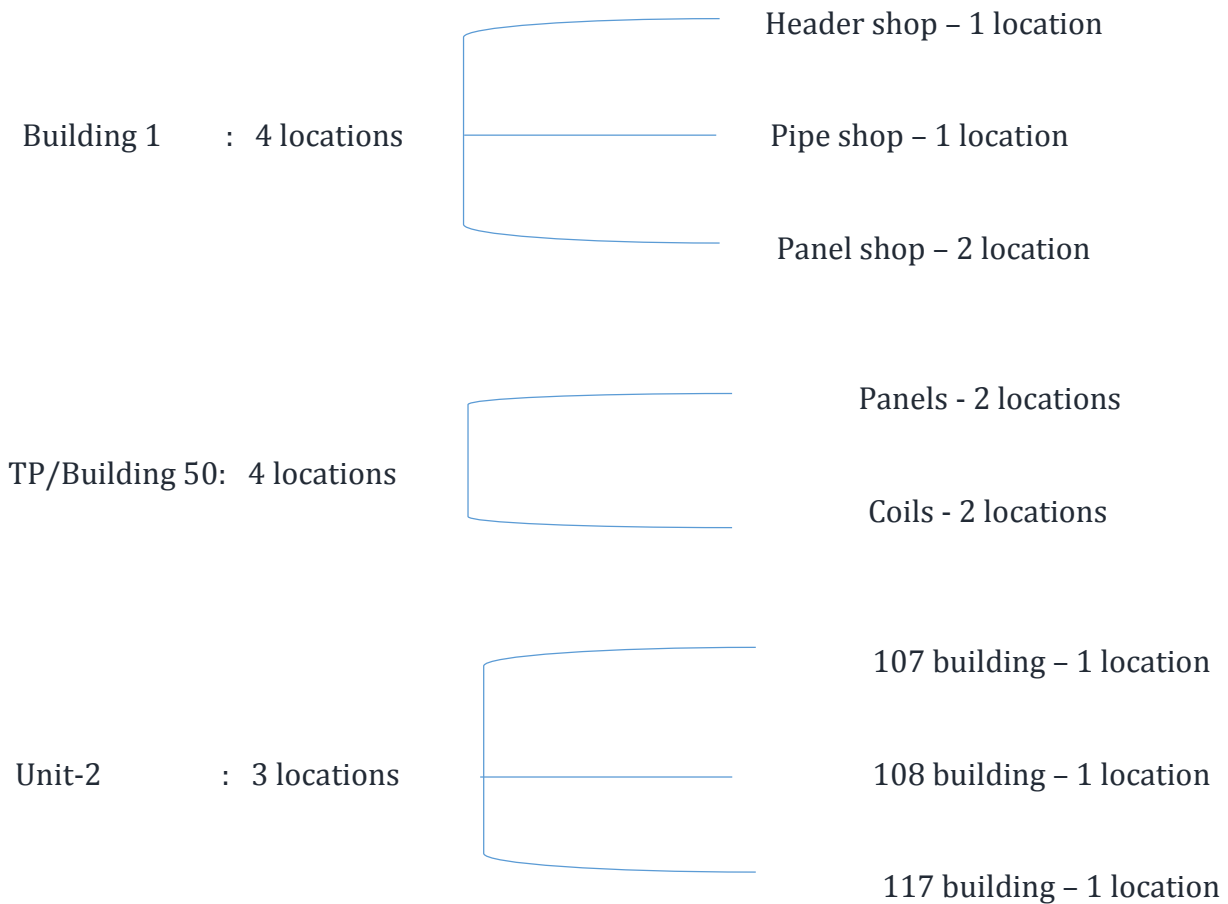 Header shop – 1 location
Building 1 : 4 locations
Pipe shop – 1 location
Panel shop – 2 location
Panels - 2 locations
TP/Building 50: 4 locations
Coils - 2 locations
107 building – 1 location
Unit-2 : 3 locations
108 building – 1 location
117 building – 1 location